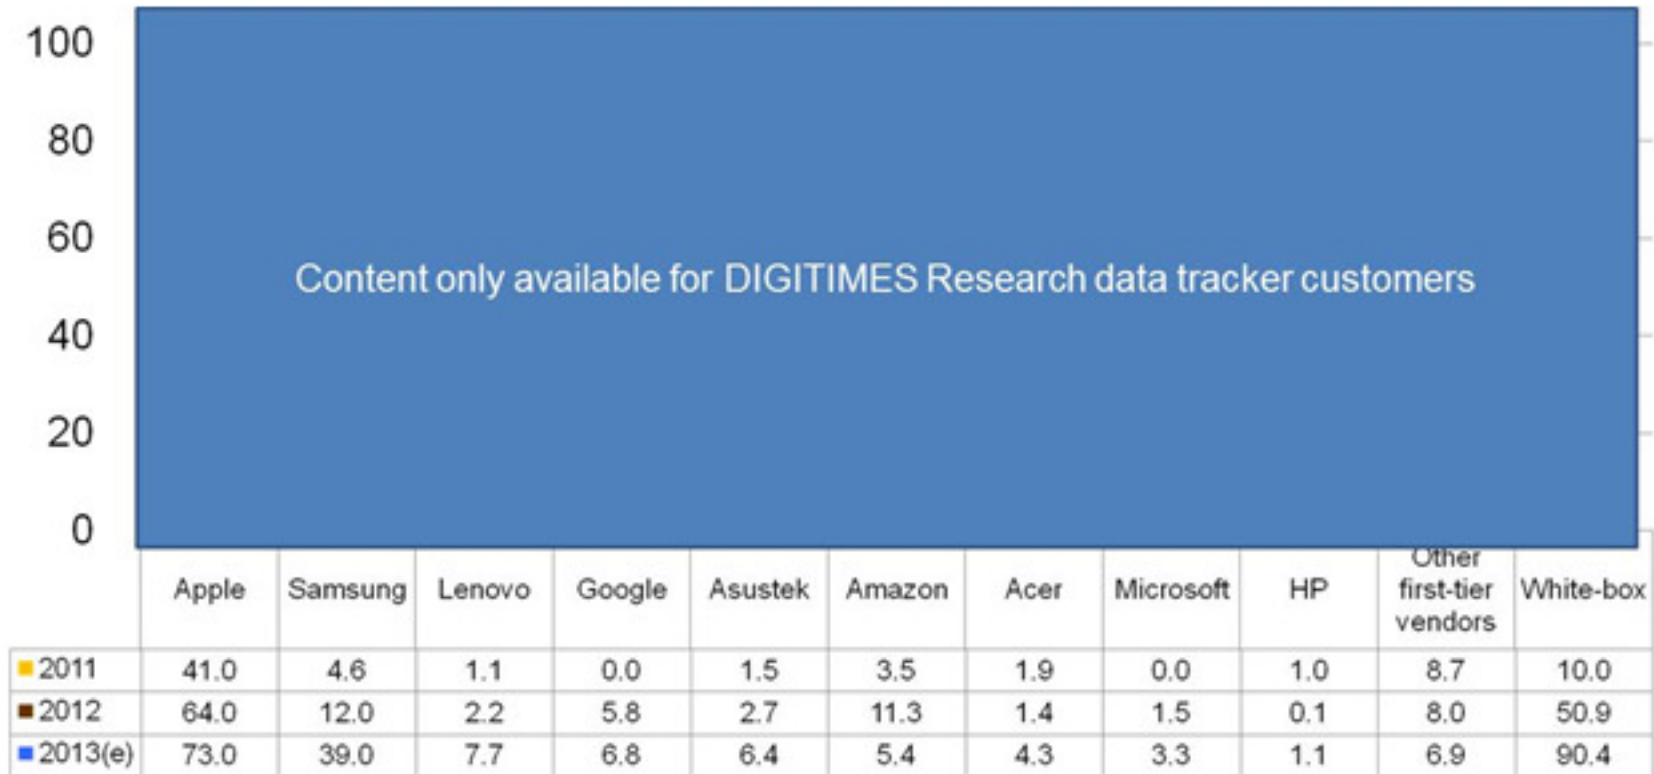 100
80
60
40
20
0
Content only available for DIGITIMES Research data tracker customers
Apple Samsung Lenovo Google Asustek Amazon Acer Microsoft HP Other first-tier vendors White-box
2011 41.0 4.6 1.1 0.0 1.5 3.5 1.9 0.0 1.0 8.7 10.0
2012 64.0 12.0 2.2 5.8 2.7 11.3 1.4 1.5 0.1 8.0 50.9
2013(e) 73.0 39.0 7.7 6.8 6.4 5.4 4.3 3.3 1.1 6.9 90.4